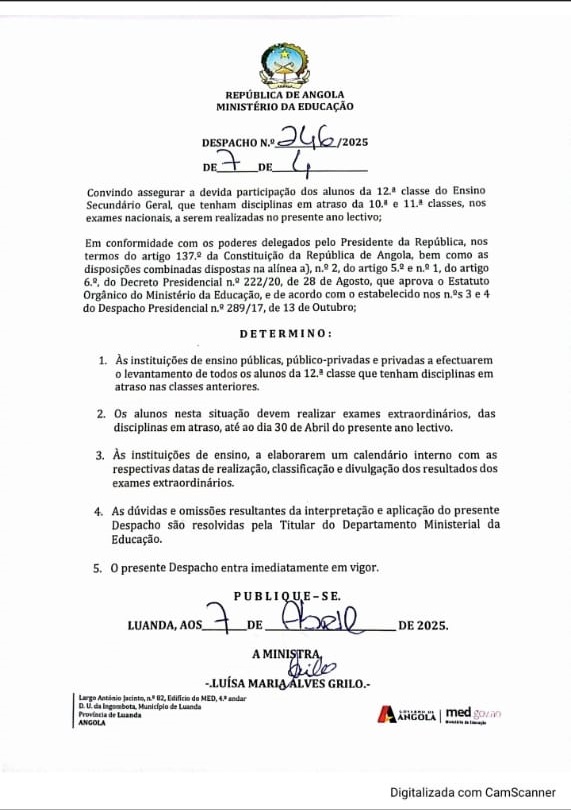 REPÚBLICA DE ANGOLA
MINISTÉRIO DA EDUCAÇÃO
DESPACHO N.º 246/2025
DE 7 DE 4
Convindo assegurar a devida participação dos alunos da 12.ª classe do Ensino
Secundário Geral, que tenham disciplinas em atraso da 10.ª e 11.ª classes, nos
exames nacionais, a serem realizadas no presente ano lectivo;
Em conformidade com os poderes delegados pelo Presidente da República, nos
termos do artigo 137.º da Constituição da República de Angola, bem como as
disposições combinadas dispostas na alínea a), n.º 2, do artigo 5.º e n.º 1, do artigo
6.º, do Decreto Presidencial n.º 222/20, de 28 de Agosto, que aprova o Estatuto
Orgânico do Ministério da Educação, e de acordo com o estabelecido nos n.ºs 3 e 4
do Despacho Presidencial n.º 289/17, de 13 de Outubro;
DETERMINO:
1. Às instituições de ensino públicas, público-privadas e privadas a efectuarem
o levantamento de todos os alunos da 12.ª classe que tenham disciplinas em
atraso nas classes anteriores.
2. Os alunos nesta situação devem realizar exames extraordinários, das
disciplinas em atraso, até ao dia 30 de Abril do presente ano lectivo.
3. Às instituições de ensino, a elaborarem um calendário interno com as
respectivas datas de realização, classificação e divulgação dos resultados dos
exames extraordinários.
4. As dúvidas e omissões resultantes da interpretação e aplicação do presente
Despacho são resolvidas pela Titular do Departamento Ministerial da
Educação.
5. O presente Despacho entra imediatamente em vigor.
PUBLIQUE-SE.
LUANDA, AOS 7 DE Abril DE 2025.
A MINISTRA,
Grilo
-.LUÍSA MARIA ALVES GRILO.-
Largo António Jacinto, n.º 82, Edifício do MED, 4.º andar
D. U. da Ingombota, Município de Luanda
Província de Luanda
ANGOLA
GOVERNO DE
ANGOLA
med gov.ao
Ministério da Educação
Digitalizada com CamScanner